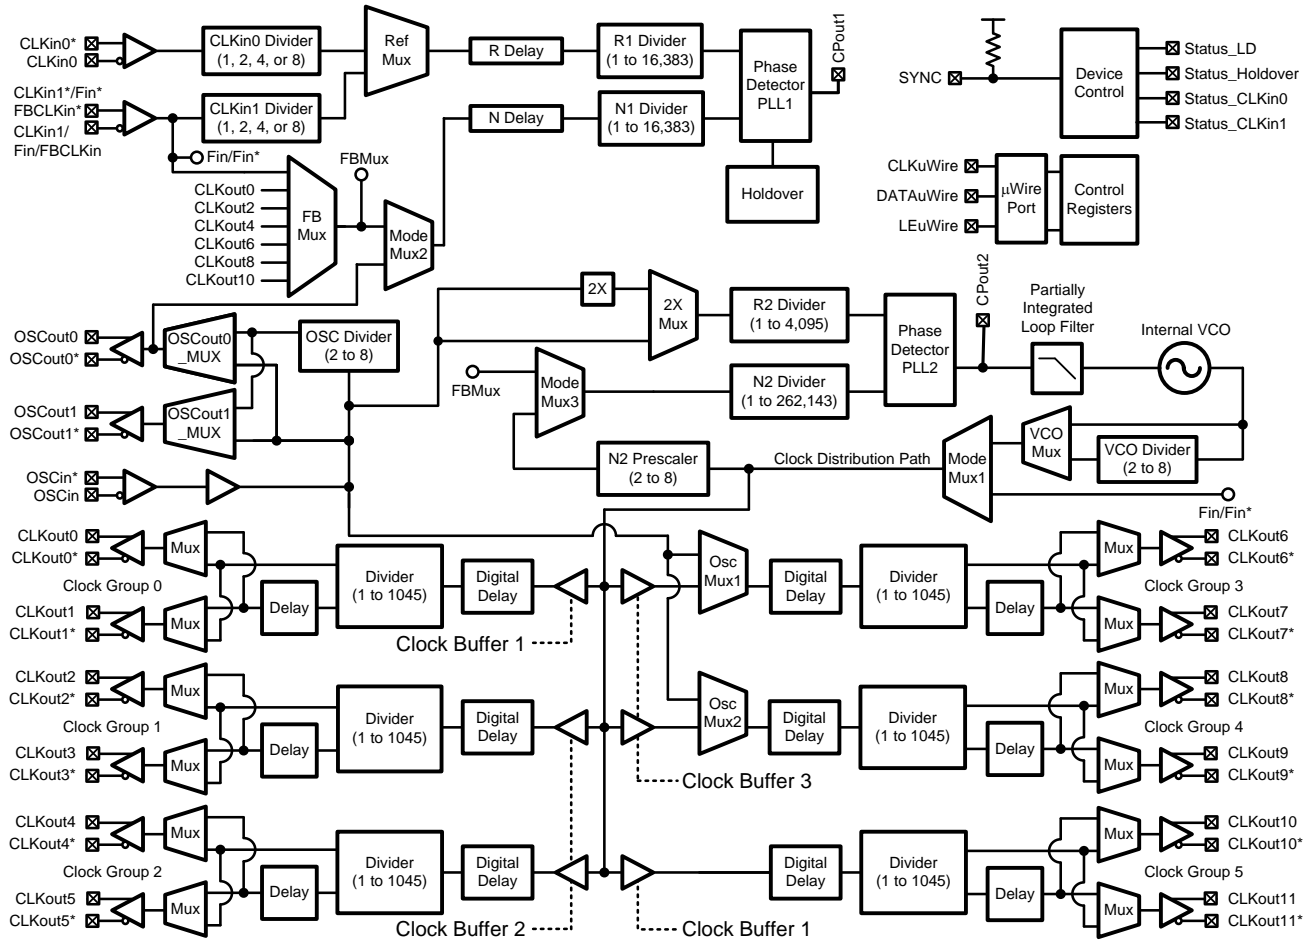 CLKin0*
CLKin0
CLKin0 Divider
(1, 2, 4, or 8)
Ref
Mux
R Delay
R1 Divider
(1 to 16,383)
Phase
Detector
PLL1
CPout1
CLKin1*/Fin*
FBCLKin*
CLKin1/
Fin/FBCLKin
CLKin1 Divider
(1, 2, 4, or 8)
N Delay
N1 Divider
(1 to 16,383)
Holdover
SYNC
Device
Control
Status_LD
Status_Holdover
Status_CLKin0
Status_CLKin1
CLKuWire
DATAuWire
LEuWire
µWire
Port
Control
Registers
Fin/Fin*
FBMux
CLKout0
CLKout2
CLKout4
CLKout6
CLKout8
CLKout10
FB
Mux
Mode
Mux2
2X
2X
Mux
R2 Divider
(1 to 4,095)
Phase
Detector
PLL2
CPout2
Partially
Integrated
Loop Filter
Internal VCO
OSCout0
OSCout0*
OSCout0
_MUX
OSC Divider
(2 to 8)
FBMux
Mode
Mux3
N2 Divider
(1 to 262,143)
OSCout1
OSCout1*
OSCout1
_MUX
N2 Prescaler
(2 to 8)
Clock Distribution Path
Mode
Mux1
VCO
Mux
VCO Divider
(2 to 8)
Fin/Fin*
OSCin*
OSCin
CLKout0
CLKout0*
Mux
Clock Group 0
CLKout1
CLKout1*
Mux
Delay
Divider
(1 to 1045)
Digital
Delay
Clock Buffer 1
Osc
Mux1
Digital
Delay
Divider
(1 to 1045)
Delay
Mux
CLKout6
CLKout6*
Clock Group 3
Mux
CLKout7
CLKout7*
CLKout2
CLKout2*
Mux
Clock Group 1
CLKout3
CLKout3*
Mux
Delay
Divider
(1 to 1045)
Digital
Delay
Clock Buffer 3
Osc
Mux2
Digital
Delay
Divider
(1 to 1045)
Delay
Mux
CLKout8
CLKout8*
Clock Group 4
Mux
CLKout9
CLKout9*
CLKout4
CLKout4*
Mux
Clock Group 2
CLKout5
CLKout5*
Mux
Delay
Divider
(1 to 1045)
Digital
Delay
Clock Buffer 2
Clock Buffer 1
Digital
Delay
Divider
(1 to 1045)
Delay
Mux
CLKout10
CLKout10*
Clock Group 5
Mux
CLKout11
CLKout11*